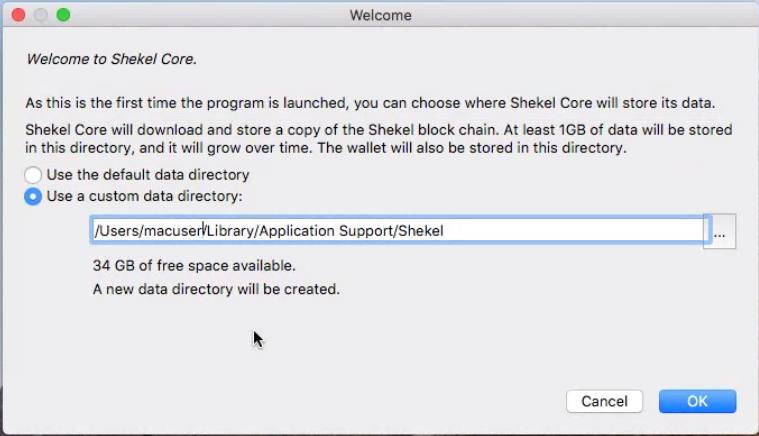 Welcome
Welcome to Shekel Core.
As this is the first time the program is launched, you can choose where Shekel Core will store its data.
Shekel Core will download and store a copy of the Shekel block chain. At least 1GB of data will be stored
in this directory, and it will grow over time. The wallet will also be stored in this directory.
Use the default data directory
Use a custom data directory:
/Users/macuser/Library/Application Support/Shekel
...
34 GB of free space available.
A new data directory will be created.
Cancel
OK